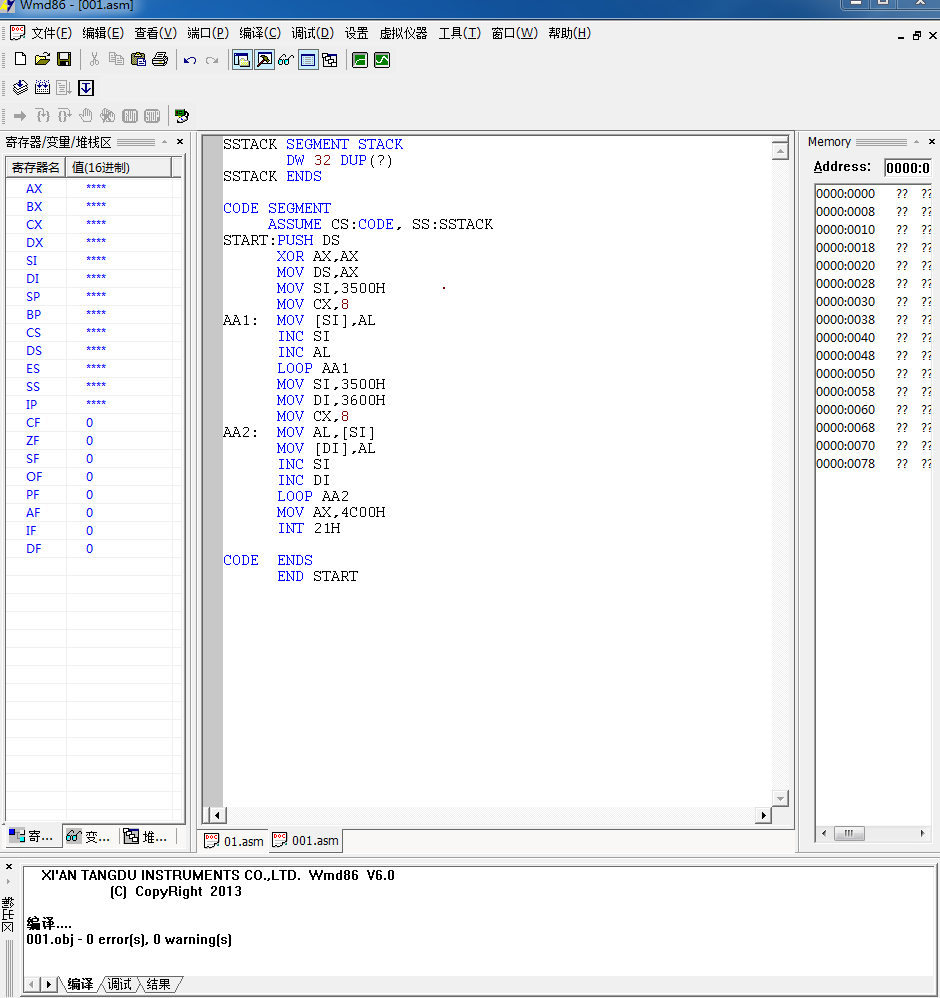 Wmd86 - [001.asm]
文件(F) 编辑(E) 查看(V) 端口(P) 编译(C) 调试(D) 设置 虚拟仪器 工具(T) 窗口(W) 帮助(H)
寄存器/变量/堆栈区
寄存器名 值(16进制)
AX ****
BX ****
CX ****
DX ****
SI ****
DI ****
SP ****
BP ****
CS ****
DS ****
ES ****
SS ****
IP ****
CF 0
ZF 0
SF 0
OF 0
PF 0
AF 0
IF 0
DF 0
寄... 变... 堆...
SSTACK SEGMENT STACK
DW 32 DUP(?)
SSTACK ENDS
CODE SEGMENT
ASSUME CS:CODE, SS:SSTACK
START:PUSH DS
XOR AX,AX
MOV DS,AX
MOV SI,3500H
MOV CX,8
AA1: MOV [SI],AL
INC SI
INC AL
LOOP AA1
MOV SI,3500H
MOV DI,3600H
MOV CX,8
AA2: MOV AL,[SI]
MOV [DI],AL
INC SI
INC DI
LOOP AA2
MOV AX,4C00H
INT 21H
CODE ENDS
END START
01.asm 001.asm
Memory
Address: 0000:0
0000:0000 ?? ??
0000:0008 ?? ??
0000:0010 ?? ??
0000:0018 ?? ??
0000:0020 ?? ??
0000:0028 ?? ??
0000:0030 ?? ??
0000:0038 ?? ??
0000:0040 ?? ??
0000:0048 ?? ??
0000:0050 ?? ??
0000:0058 ?? ??
0000:0060 ?? ??
0000:0068 ?? ??
0000:0070 ?? ??
0000:0078 ?? ??
输出区
XI'AN TANGDU INSTRUMENTS CO.,LTD. Wmd86 V6.0
(C) CopyRight 2013
编译....
001.obj - 0 error(s), 0 warning(s)
编译 调试 结果